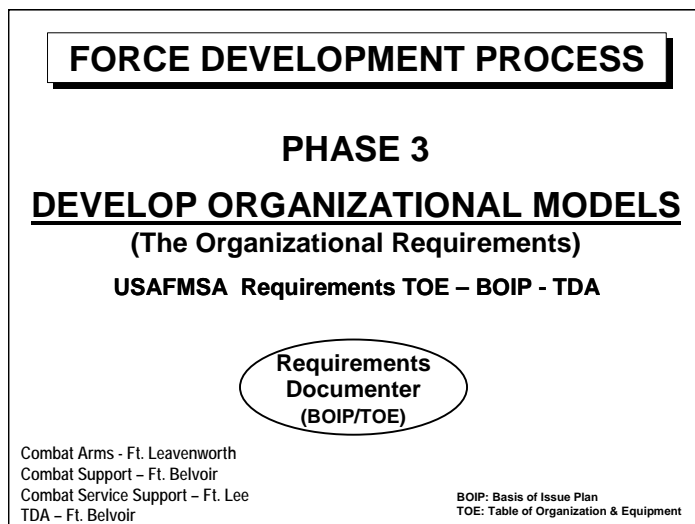 FORCE DEVELOPMENT PROCESS
PHASE 3
DEVELOP ORGANIZATIONAL MODELS
(The Organizational Requirements)
USAFMSA Requirements TOE – BOIP - TDA
Requirements
Documenter
(BOIP/TOE)
Combat Arms - Ft. Leavenworth
Combat Support – Ft. Belvoir
Combat Service Support – Ft. Lee
TDA – Ft. Belvoir
BOIP: Basis of Issue Plan
TOE: Table of Organization & Equipment